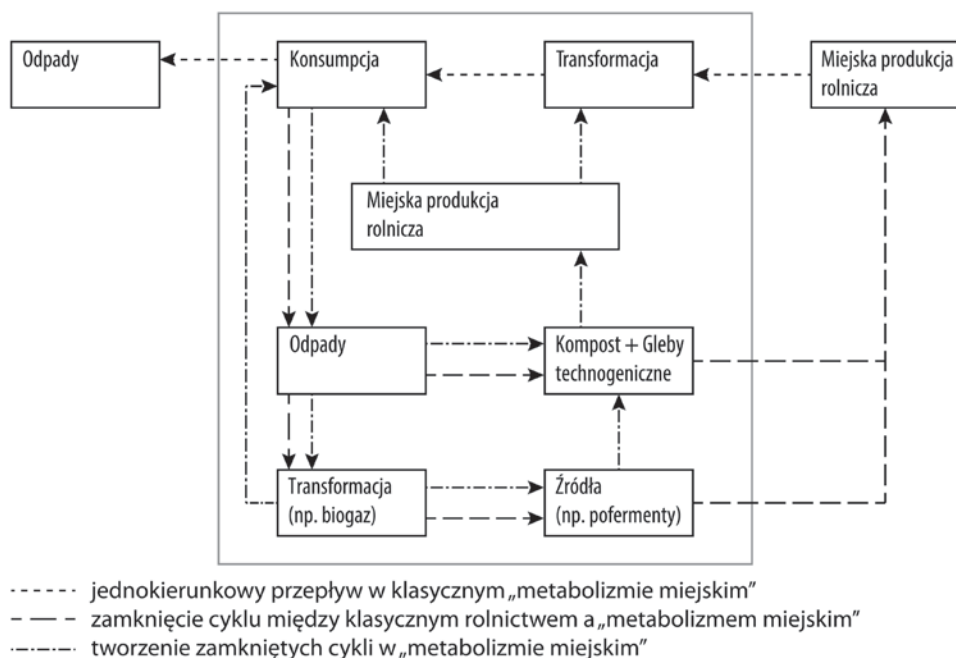 Odpady
Konsumpcja
Transformacja
Miejska produkcja
rolnicza
Miejska produkcja
rolnicza
Odpady
Kompost + Gleby
technogeniczne
Transformacja
(np. biogaz)
Źródła
(np. pofermenty)
jednokierunkowy przepływ w klasycznym „metabolizmie miejskim”
zamknięcie cyklu między klasycznym rolnictwem a „metabolizmem miejskim”
tworzenie zamkniętych cykli w „metabolizmie miejskim”